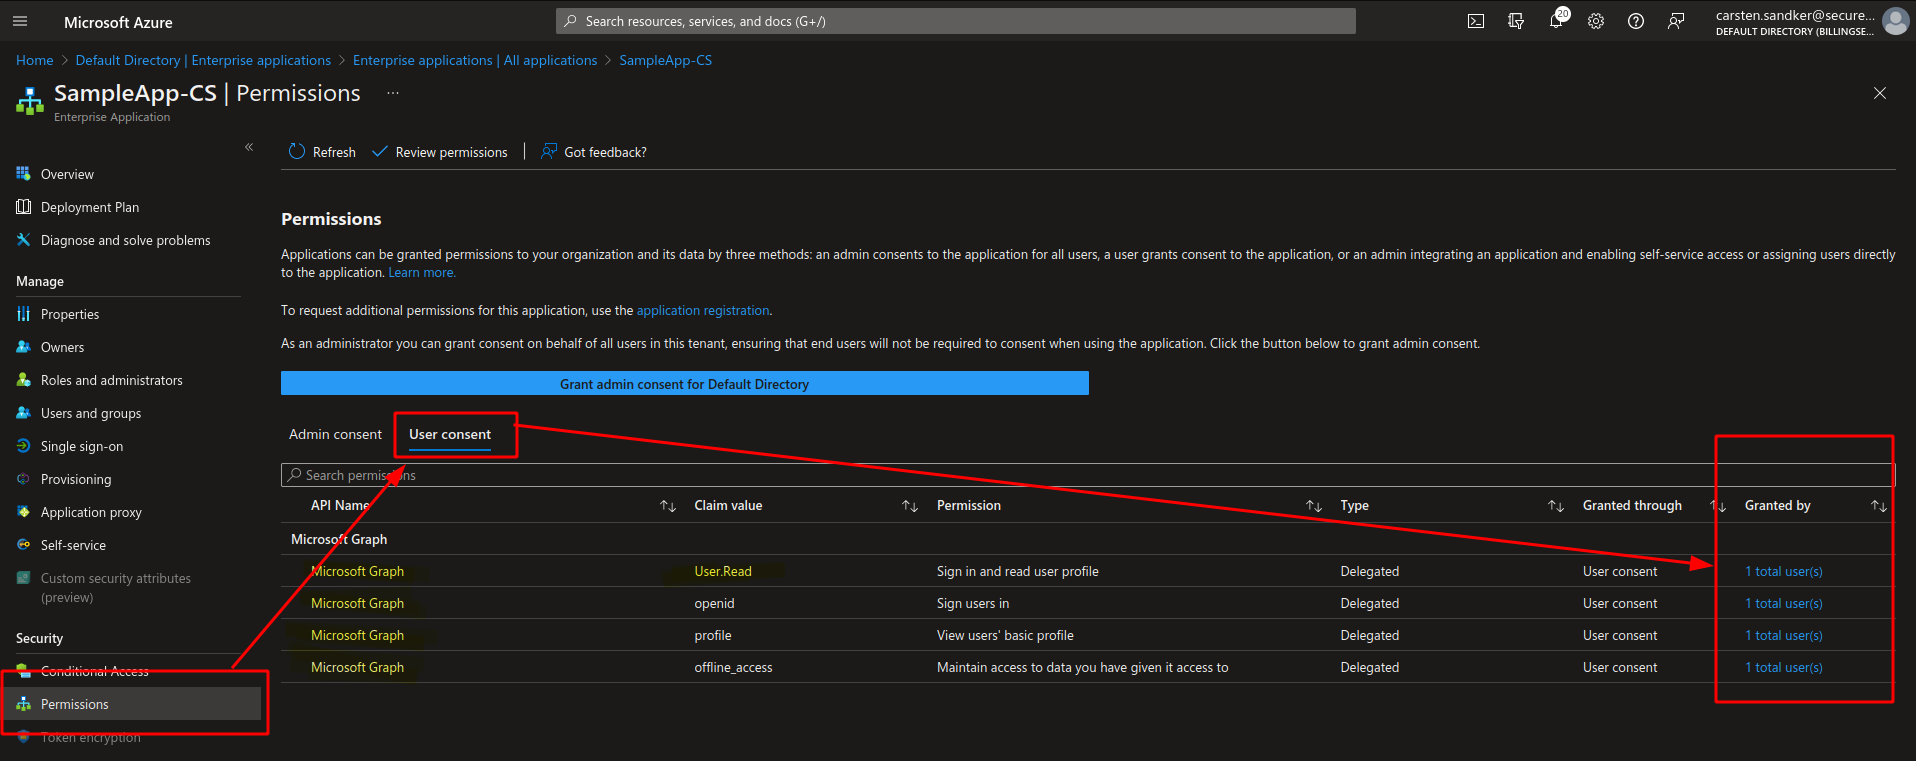 Microsoft Azure
Search resources, services, and docs (G+/)
20
carsten.sandker@secure...
DEFAULT DIRECTORY (BILLINGSE...
Home > Default Directory | Enterprise applications > Enterprise applications | All applications > SampleApp-CS
SampleApp-CS | Permissions ...
Enterprise Application
Overview
Deployment Plan
Diagnose and solve problems
Manage
Properties
Owners
Roles and administrators
Users and groups
Single sign-on
Provisioning
Application proxy
Self-service
Custom security attributes
(preview)
Security
Conditional Access
Permissions
Token encryption
Refresh Review permissions | Got feedback?
Permissions
Applications can be granted permissions to your organization and its data by three methods: an admin consents to the application for all users, a user grants consent to the application, or an admin integrating an application and enabling self-service access or assigning users directly
to the application. Learn more.
To request additional permissions for this application, use the application registration.
As an administrator you can grant consent on behalf of all users in this tenant, ensuring that end users will not be required to consent when using the application. Click the button below to grant admin consent.
Grant admin consent for Default Directory
Admin consent User consent
Search permissions
API Name Claim value Permission Type Granted through Granted by
Microsoft Graph
Microsoft Graph User.Read Sign in and read user profile Delegated User consent 1 total user(s)
Microsoft Graph openid Sign users in Delegated User consent 1 total user(s)
Microsoft Graph profile View users' basic profile Delegated User consent 1 total user(s)
Microsoft Graph offline_access Maintain access to data you have given it access to Delegated User consent 1 total user(s)